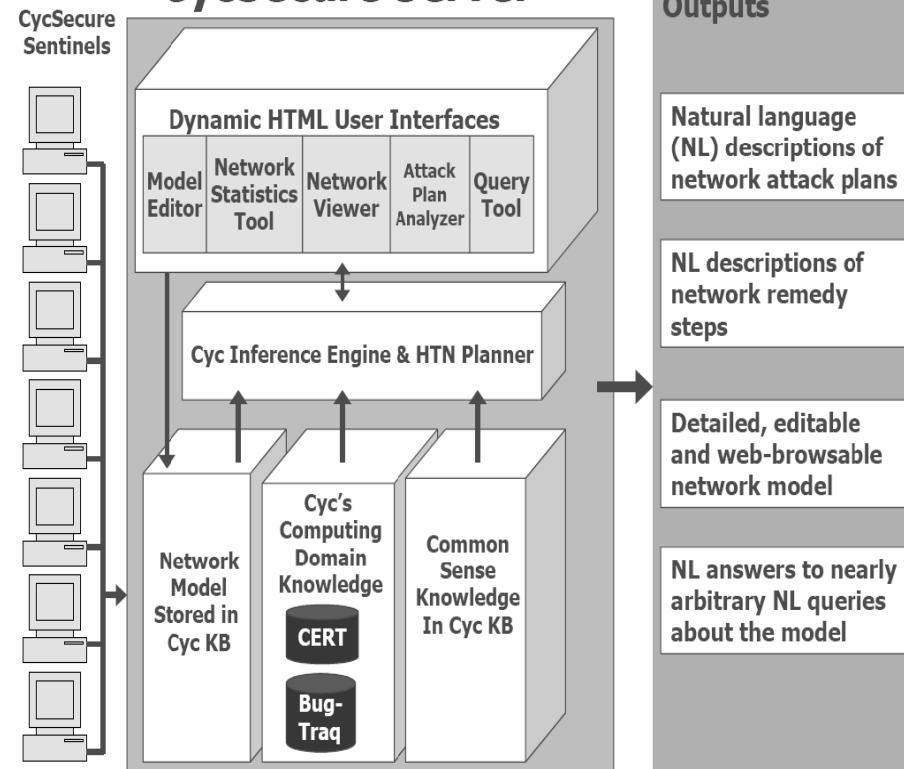 CycSecure Server
CycSecure
Sentinels
Dynamic HTML User Interfaces
Model
Editor
Network
Statistics
Tool
Network
Viewer
Attack
Plan
Analyzer
Query
Tool
Cyc Inference Engine & HTN Planner
Network
Model
Stored in
Cyc KB
Cyc's
Computing
Domain
Knowledge
CERT
Bug-
Traq
Common
Sense
Knowledge
In Cyc KB
Outputs
Natural language
(NL) descriptions of
network attack plans
NL descriptions of
network remedy
steps
Detailed, editable
and web-browsable
network model
NL answers to nearly
arbitrary NL queries
about the model